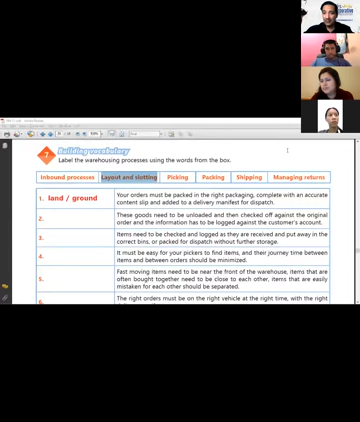 7 Building vocabulary
Label the warehousing processes using the words from the box.
Inbound processes Layout and slotting Picking Packing Shipping Managing returns
1. land / ground Your orders must be packed in the right packaging, complete with an accurate
content slip and added to a delivery manifest for dispatch.
2. These goods need to be unloaded and then checked off against the original
order and the information has to be logged against the customer's account.
3. Items need to be checked and logged as they are received and put away in the
correct bins, or packed for dispatch without further storage.
4. It must be easy for your pickers to find items, and their journey time between
items and between orders should be minimized.
5. Fast moving items need to be near the front of the warehouse, items that are
often bought together need to be close to each other, items that are easily
mistaken for each other should be separated.
6. The right orders must be on the right vehicle at the right time, with the right